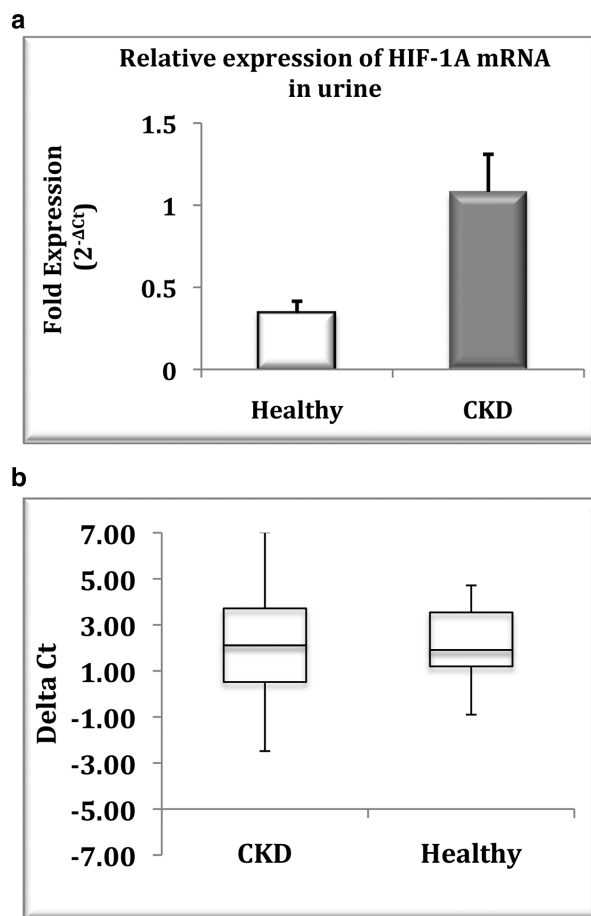 a
Relative expression of HIF-1A mRNA
in urine
Fold Expression
(2-ΔCt)
1.5
1
0.5
0
Healthy CKD
b
Delta Ct
7.00
5.00
3.00
1.00
-1.00
-3.00
-5.00
-7.00
CKD Healthy